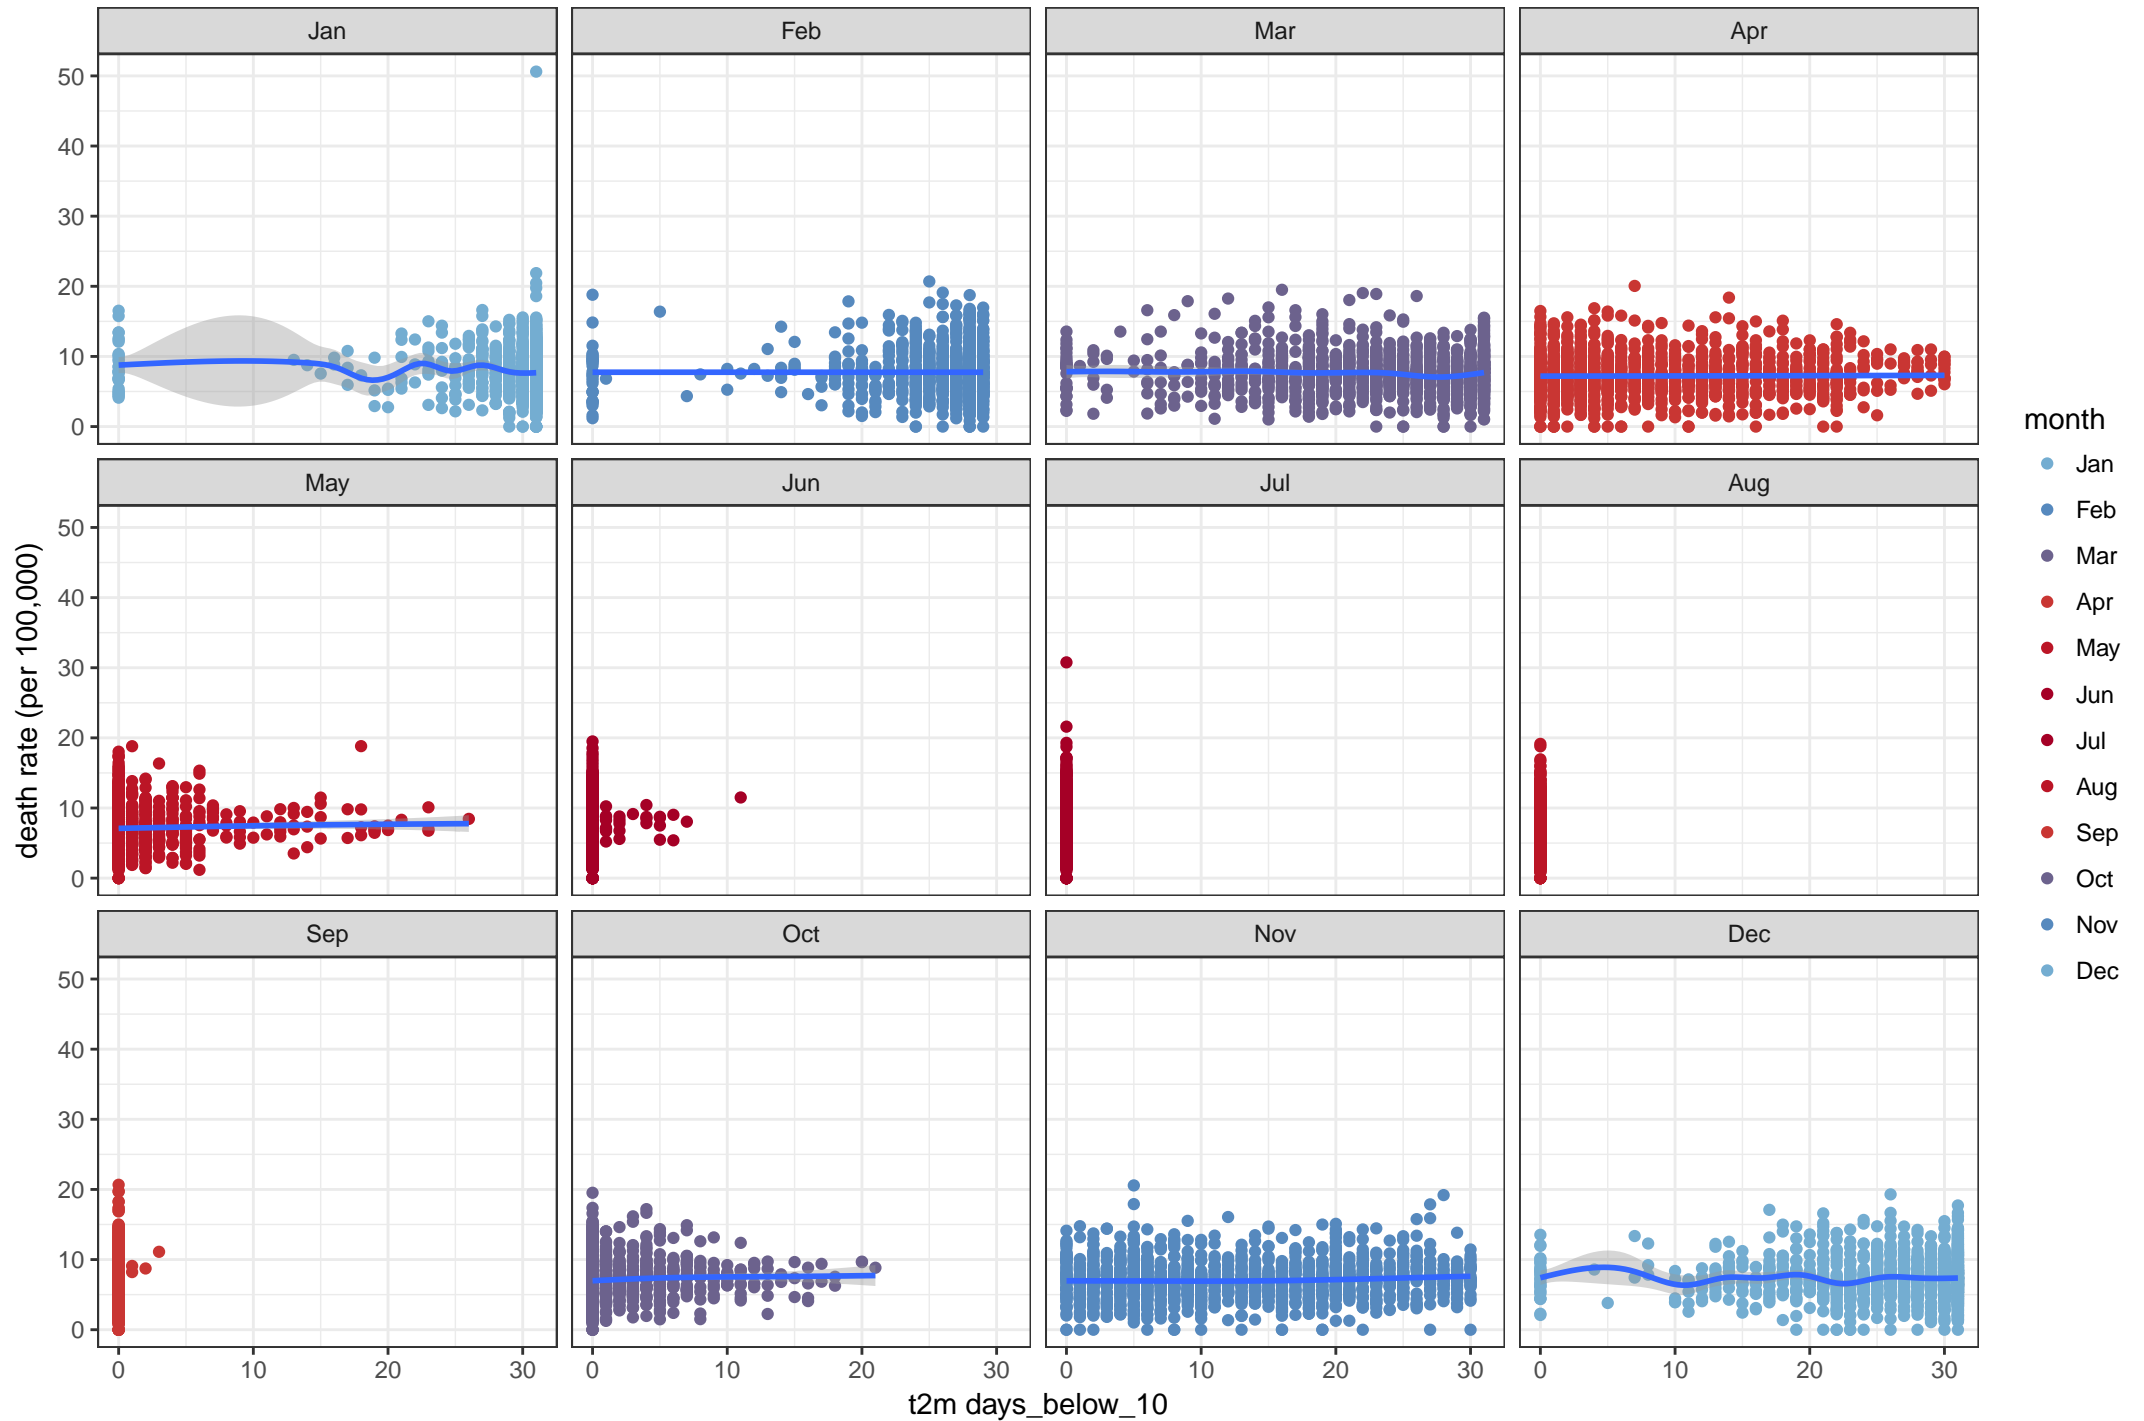 Jan Feb Mar Apr
50
40
30
20
10
0
May Jun Jul Aug
50
40
30
20
10
0
Sep Oct Nov Dec
50
40
30
20
10
0
0 10 20 30 0 10 20 30 0 10 20 30 0 10 20 30
t2m days_below_10
death rate (per 100,000)
month
Jan
Feb
Mar
Apr
May
Jun
Jul
Aug
Sep
Oct
Nov
Dec